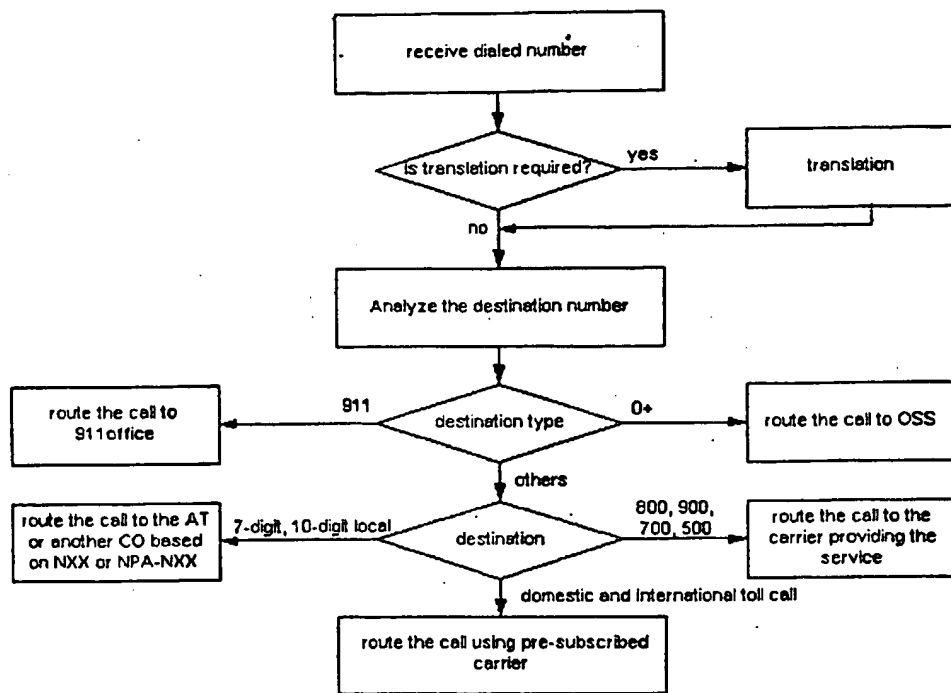 receive dialed number
is translation required?
yes
translation
no
Analyze the destination number
route the call to
911 office
911
destination type
0+
route the call to OSS
others
route the call to the AT
or another CO based
on NXX or NPA-NXX
7-digit, 10-digit local
destination
800, 900,
700, 500
route the call to the
carrier providing the
service
domestic and international toll call
route the call using pre-subscribed
carrier